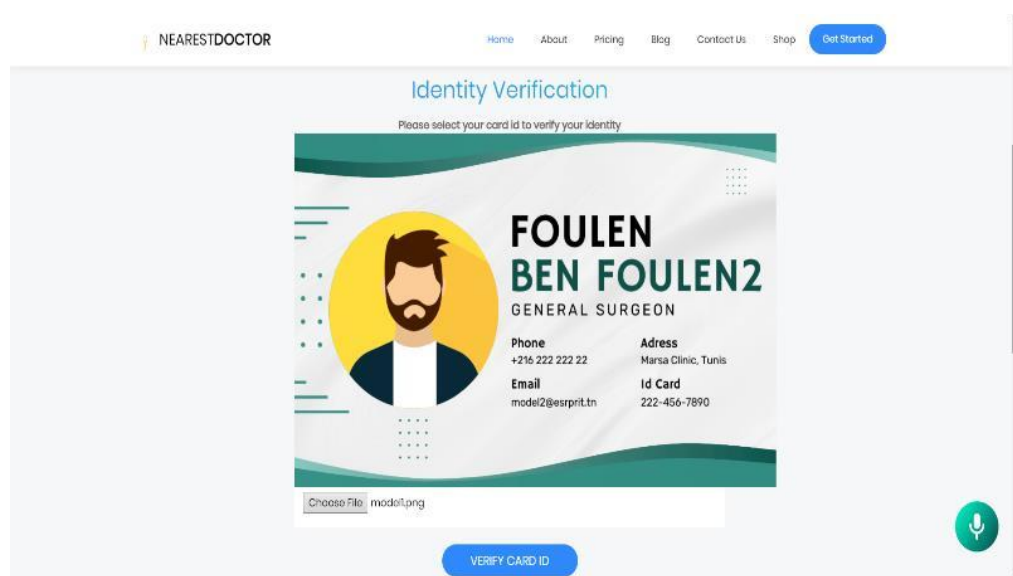 NEARESTDOCTOR
Home About Pricing Blog Contact Us Shop Get Started
Identity Verification
Please select your card id to verify your identity
FOULEN
BEN FOULEN2
GENERAL SURGEON
Phone Adress
+216 222 222 22 Marsa Clinic, Tunis
Email Id Card
model2@esrprit.tn 222-456-7890
Choose File model1.png
VERIFY CARD ID